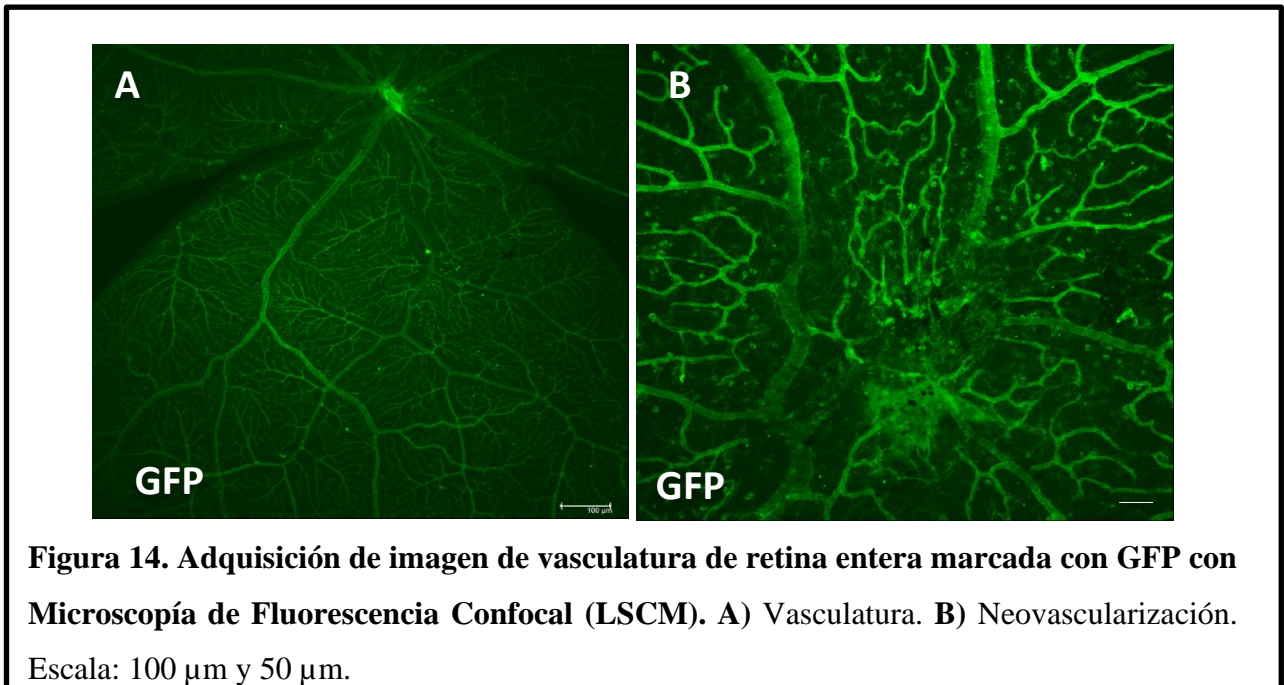 A
B
GFP
GFP
100 µm
Figura 14. Adquisición de imagen de vasculatura de retina entera marcada con GFP con
Microscopía de Fluorescencia Confocal (LSCM). A) Vasculatura. B) Neovascularización.
Escala: 100 µm y 50 µm.